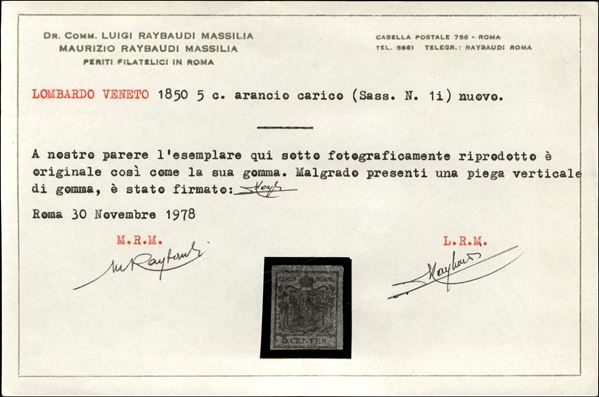 DR. COMM. LUIGI RAYBAUDI MASSILIA
MAURIZIO RAYBAUDI MASSILIA
PERITI FILATELICI IN ROMA
CASELLA POSTALE 756 - ROMA
TEL. 5661 TELEGR.: RAYBAUDI ROMA
LOMBARDO VENETO 1850 5 c. arancio carico (Sass. N. 1i) nuovo.
A nostro parere l'esemplare qui sotto fotograficamente riprodotto è
originale così come la sua gomma. Malgrado presenti una piega verticale
di gomma, è stato firmato:
Roma 30 Novembre 1978
M.R.M.
L.R.M.
M Raybaudi
5 CENTES.